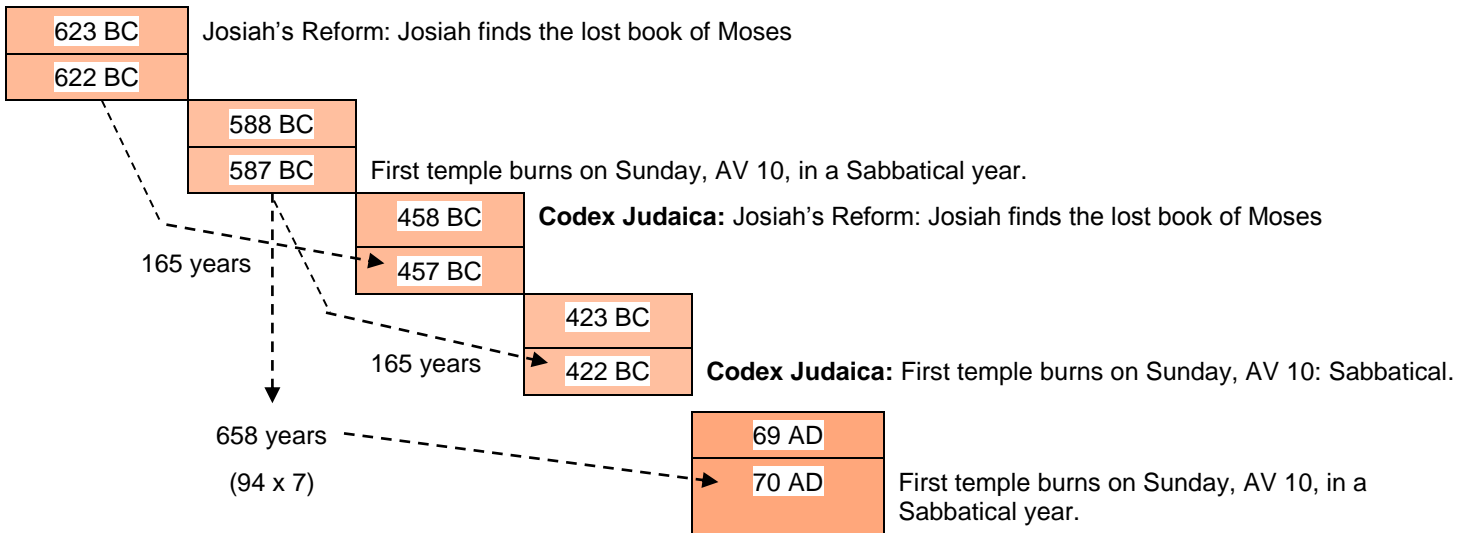 623 BC
Josiah’s Reform: Josiah finds the lost book of Moses
622 BC
588 BC
587 BC
First temple burns on Sunday, AV 10, in a Sabbatical year.
458 BC
Codex Judaica: Josiah’s Reform: Josiah finds the lost book of Moses
165 years
457 BC
423 BC
165 years
422 BC
Codex Judaica: First temple burns on Sunday, AV 10: Sabbatical.
658 years
(94 x 7)
69 AD
70 AD
First temple burns on Sunday, AV 10, in a
Sabbatical year.